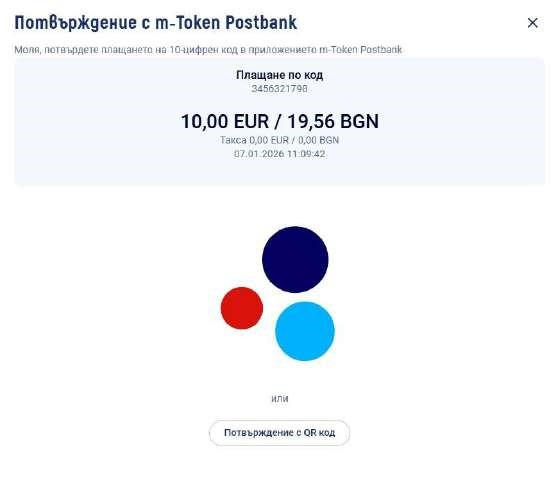 Потвърждение с m-Token Postbank
Моля, потвърдете плащането на 10-цифрен код в приложението m-Token Postbank
Плащане по код
3456321790
10,00 EUR / 19,56 BGN
Такса 0,00 EUR / 0,00 BGN
07.01.2026 11:09:42
или
Потвърждение с QR код